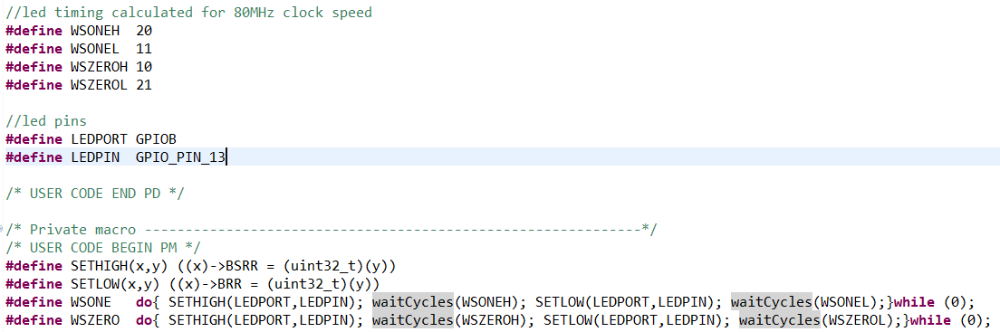 //led timing calculated for 80MHz clock speed
#define WSONEH  20
#define WSONEL  11
#define WSZEROH 10
#define WSZEROL 21
//led pins
#define LEDPORT GPIOB
#define LEDPIN  GPIO_PIN_13
/* USER CODE END PD */
/* Private macro -------------------------------------------------------------*/
/* USER CODE BEGIN PM */
#define SETHIGH(x,y) ((x)->BSRR = (uint32_t)(y))
#define SETLOW(x,y) ((x)->BRR = (uint32_t)(y))
#define WSONE   do{ SETHIGH(LEDPORT,LEDPIN); waitCycles(WSONEH); SETLOW(LEDPORT,LEDPIN); waitCycles(WSONEL);}while (0);
#define WSZERO  do{ SETHIGH(LEDPORT,LEDPIN); waitCycles(WSZEROH); SETLOW(LEDPORT,LEDPIN); waitCycles(WSZEROL);}while (0);